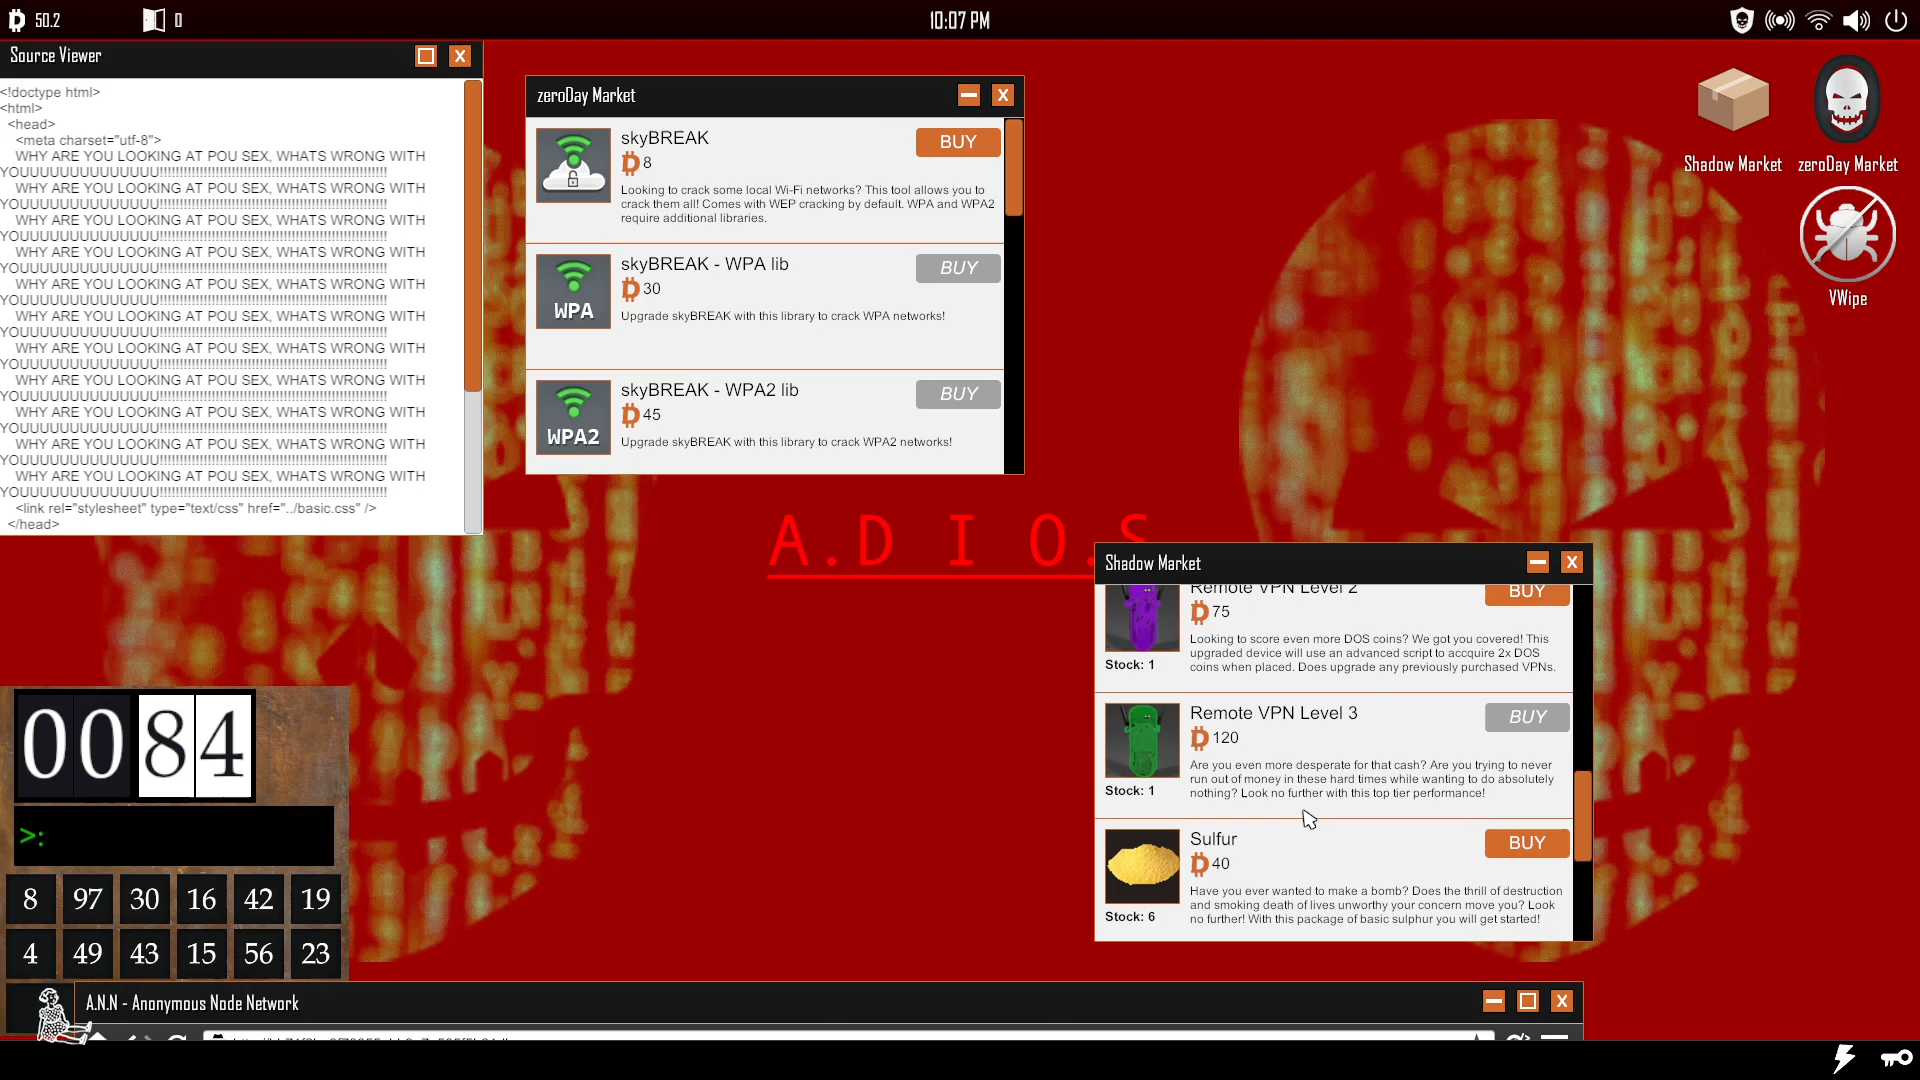 50.2
0
10:07 PM
Source Viewer
X
<!doctype html>
<html>
<head>
<meta charset="utf-8">
WHY ARE YOU LOOKING AT POU SEX, WHATS WRONG WITH
WHY ARE YOU LOOKING AT POU SEX, WHATS WRONG WITH
WHY ARE YOU LOOKING AT POU SEX, WHATS WRONG WITH
WHY ARE YOU LOOKING AT POU SEX, WHATS WRONG WITH
WHY ARE YOU LOOKING AT POU SEX, WHATS WRONG WITH
WHY ARE YOU LOOKING AT POU SEX, WHATS WRONG WITH
WHY ARE YOU LOOKING AT POU SEX, WHATS WRONG WITH
WHY ARE YOU LOOKING AT POU SEX, WHATS WRONG WITH
WHY ARE YOU LOOKING AT POU SEX, WHATS WRONG WITH
WHY ARE YOU LOOKING AT POU SEX, WHATS WRONG WITH
WHY ARE YOU LOOKING AT POU SEX, WHATS WRONG WITH
<link rel="stylesheet" type="text/css" href="../basic.css" />
</head>
zeroDay Market
X
skyBREAK
BUY
8
Looking to crack some local Wi-Fi networks? This tool allows you to
crack them all! Comes with WEP cracking by default. WPA and WPA2
require additional libraries.
WPA
skyBREAK - WPA lib
BUY
30
Upgrade skyBREAK with this library to crack WPA networks!
WPA2
skyBREAK - WPA2 lib
BUY
45
Upgrade skyBREAK with this library to crack WPA2 networks!
Shadow Market
zeroDay Market
VWipe
A.D I O.S
Shadow Market
X
Remote VPN Level 2
BUY
75
Looking to score even more DOS coins? We got you covered! This
upgraded device will use an advanced script to accquire 2x DOS
coins when placed. Does upgrade any previously purchased VPNs.
Stock: 1
Remote VPN Level 3
BUY
120
Are you even more desperate for that cash? Are you trying to never
run out of money in these hard times while wanting to do absolutely
nothing? Look no further with this top tier performance!
Stock: 1
Sulfur
BUY
40
Have you ever wanted to make a bomb? Does the thrill of destruction
and smoking death of lives unworthy your concern move you? Look
no further! With this package of basic sulphur you will get started!
Stock: 6
0084
>:
8 97 30 16 42 19
4 49 43 15 56 23
A.N.N - Anonymous Node Network
X